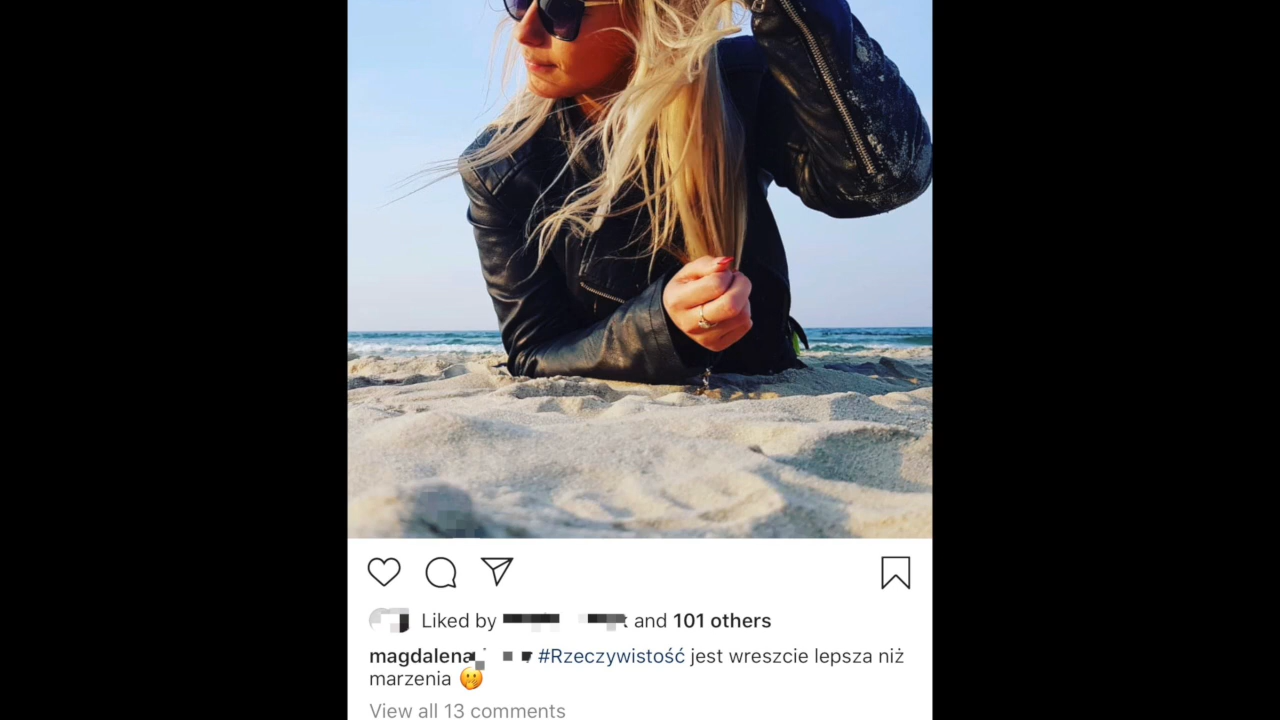 Liked by and 101 others
magdalena #Rzeczywistość jest wreszcie lepsza niż
marzenia 🤭
View all 13 comments